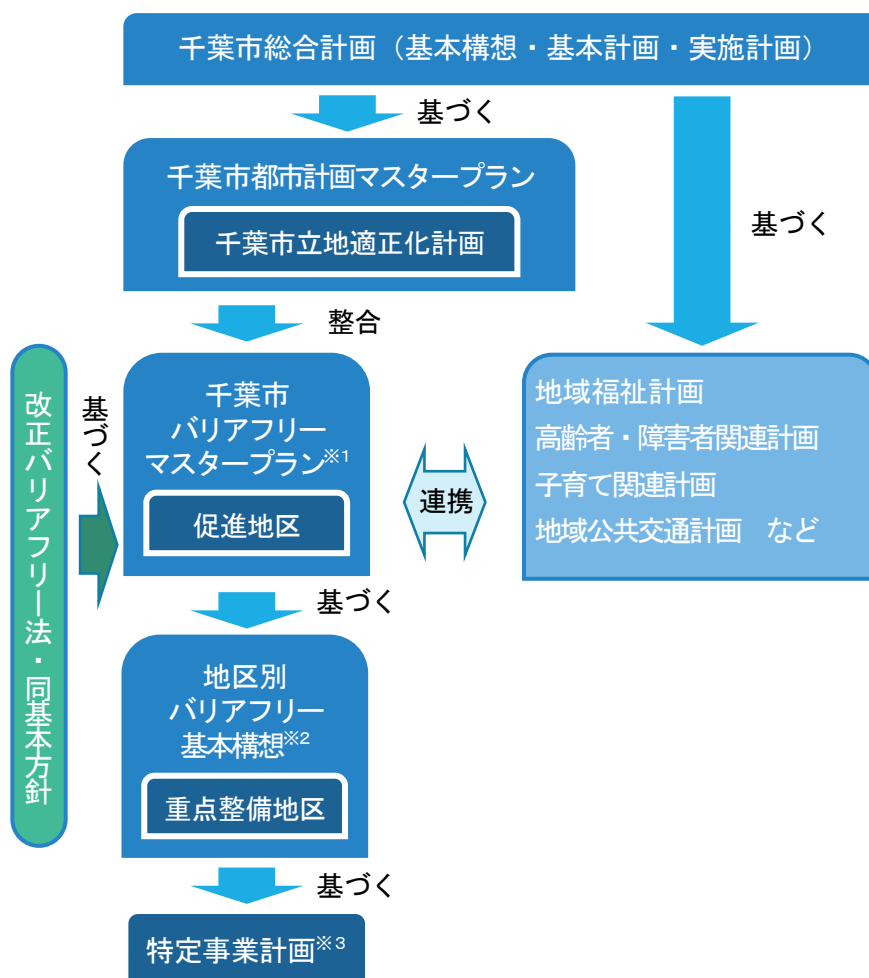 千葉市総合計画（基本構想・基本計画・実施計画）
基づく
千葉市都市計画マスタープラン
千葉市立地適正化計画
基づく
整合
改正バリアフリー法・同基本方針
基づく
千葉市
バリアフリー
マスタープラン※1
促進地区
連携
地域福祉計画
高齢者・障害者関連計画
子育て関連計画
地域公共交通計画　など
基づく
地区別
バリアフリー
基本構想※2
重点整備地区
基づく
特定事業計画※3